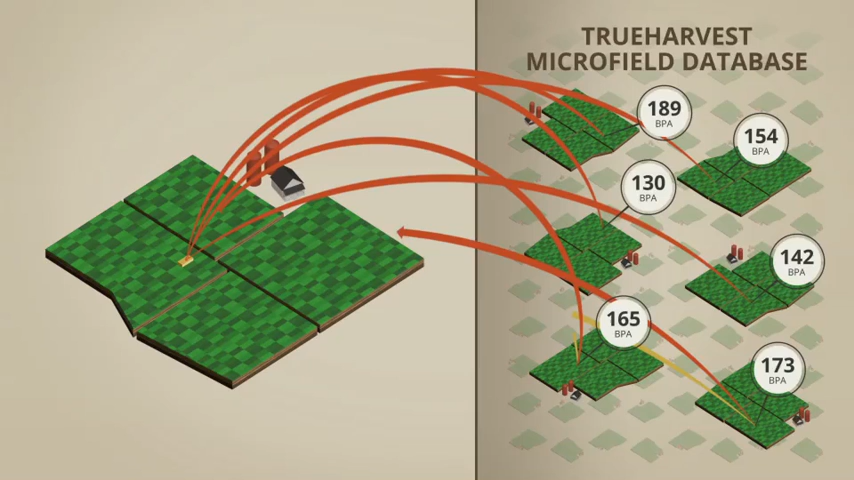 TRUEHARVEST
MICROFIELD DATABASE
189
BPA
154
BPA
130
BPA
142
BPA
165
BPA
173
BPA